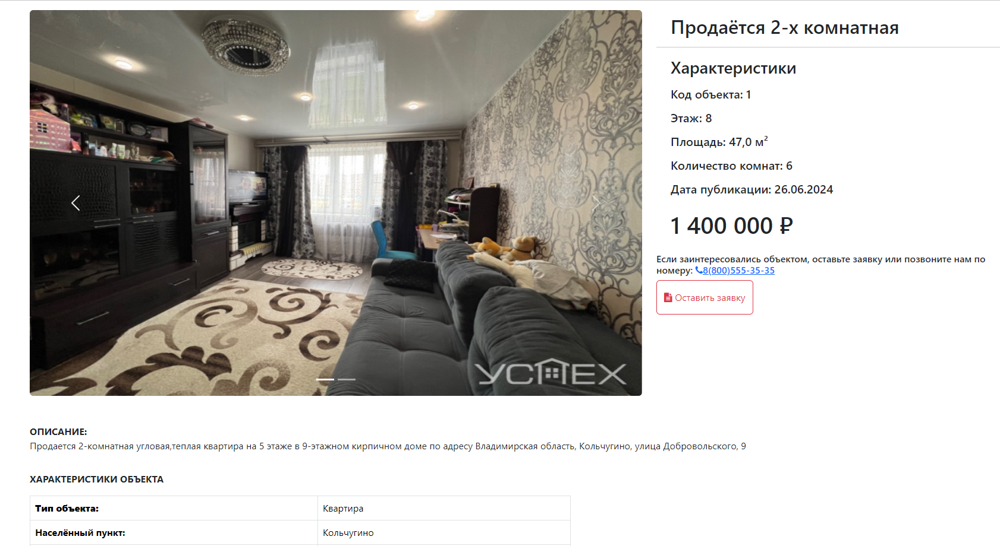 Продаётся 2-х комнатная
Характеристики
Код объекта: 1
Этаж: 8
Площадь: 47,0 м²
Количество комнат: 6
Дата публикации: 26.06.2024
1 400 000 ₽
Если заинтересовались объектом, оставьте заявку или позвоните нам по
номеру: 8(800)555-35-35
Оставить заявку
УСПЕХ
ОПИСАНИЕ:
Продается 2-комнатная угловая,теплая квартира на 5 этаже в 9-этажном кирпичном доме по адресу Владимирская область, Кольчугино, улица Добровольского, 9
ХАРАКТЕРИСТИКИ ОБЪЕКТА
Тип объекта: Квартира
Населённый пункт: Кольчугино